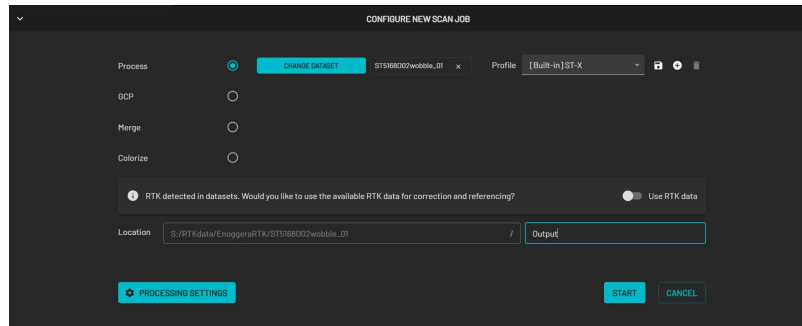 CONFIGURE NEW SCAN JOB
Process CHANGE DATASET ST5168D02wobble_01 × Profile [Built-in] ST-X
GCP
Merge
Colorize
RTK detected in datasets. Would you like to use the available RTK data for correction and referencing? Use RTK data
Location S:/RTKdata/EnoggeraRTK/ST5168D02wobble_01 / Output
PROCESSING SETTINGS START CANCEL